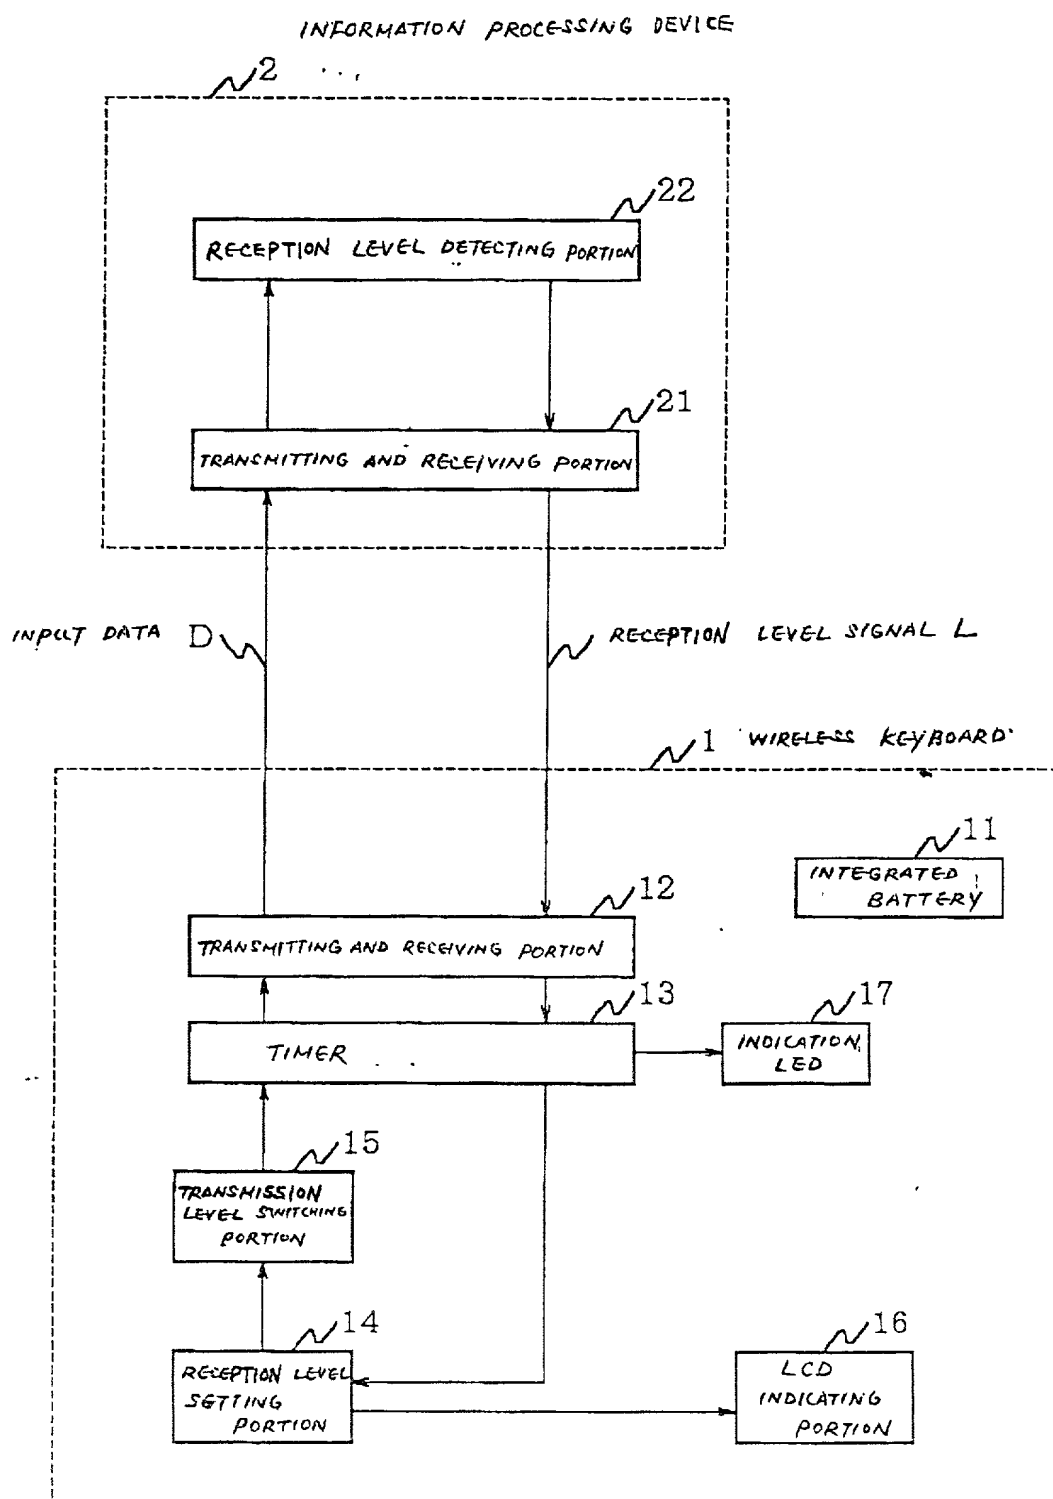 INFORMATION PROCESSING DEVICE
2
22
RECEPTION LEVEL DETECTING PORTION
21
TRANSMITTING AND RECEIVING PORTION
INPUT DATA D
RECEPTION LEVEL SIGNAL L
1 WIRELESS KEYBOARD
11
INTEGRATED
BATTERY
12
TRANSMITTING AND RECEIVING PORTION
13
TIMER
17
INDICATION
LED
15
TRANSMISSION
LEVEL SWITCHING
PORTION
14
RECEPTION LEVEL
SETTING
PORTION
16
LCD
INDICATING
PORTION